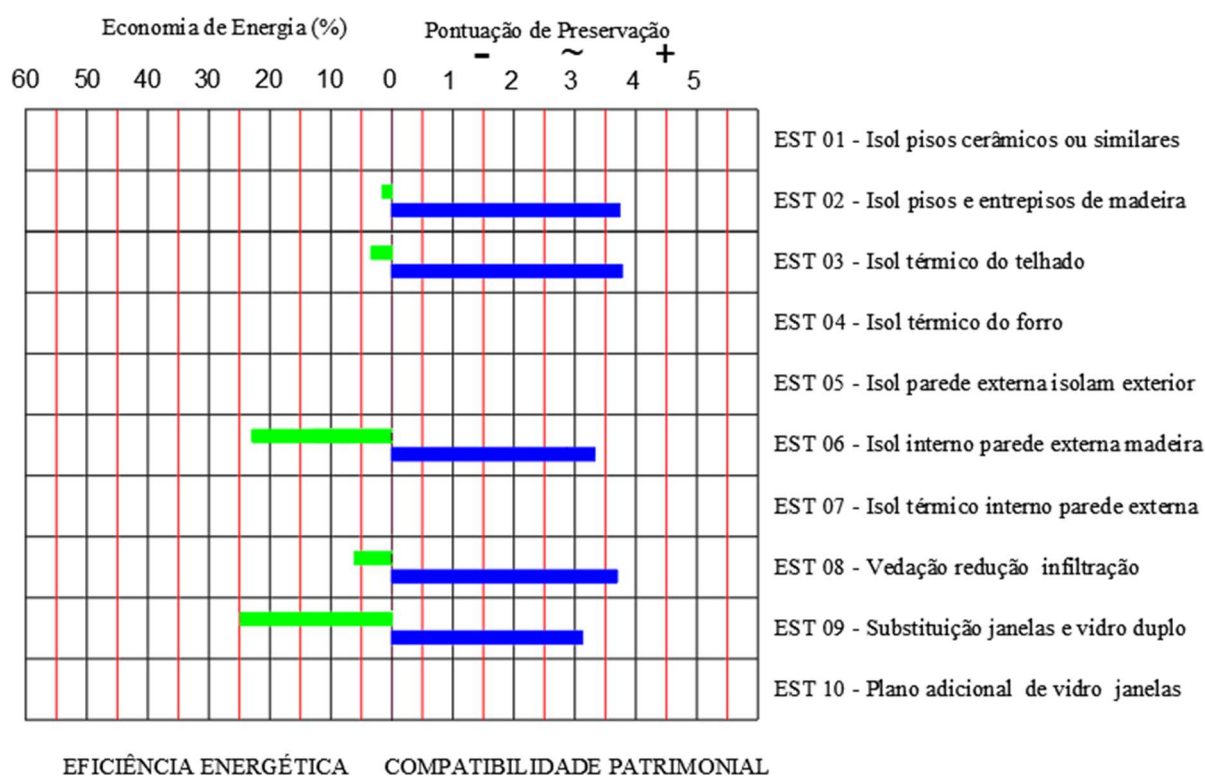 Economia de Energia (%) Pontuação de Preservação
- ~ +
60 50 40 30 20 10 0 1 2 3 4 5
EST 01 - Isol pisos cerâmicos ou similares
EST 02 - Isol pisos e entrepisos de madeira
EST 03 - Isol térmico do telhado
EST 04 - Isol térmico do forro
EST 05 - Isol parede externa isolam exterior
EST 06 - Isol interno parede externa madeira
EST 07 - Isol térmico interno parede externa
EST 08 - Vedação redução infiltração
EST 09 - Substituição janelas e vidro duplo
EST 10 - Plano adicional de vidro janelas
EFICIÊNCIA ENERGÉTICA COMPATIBILIDADE PATRIMONIAL